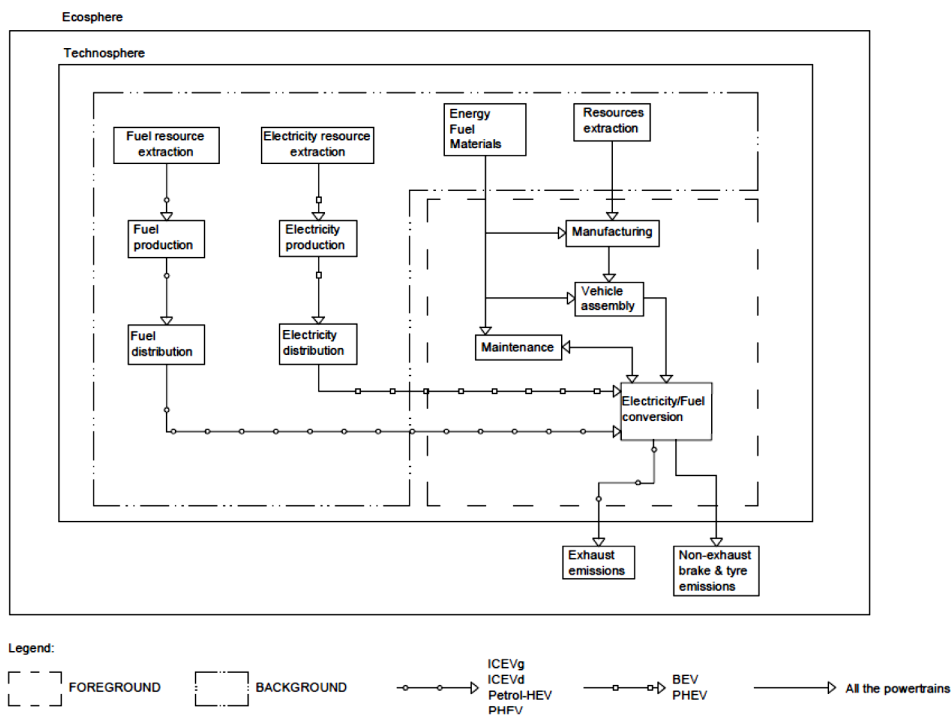 Ecosphere
Technosphere
Fuel resource
extraction
Electricity resource
extraction
Energy
Fuel
Materials
Resources
extraction
Fuel
production
Electricity
production
Manufacturing
Vehicle
assembly
Fuel
distribution
Electricity
distribution
Maintenance
Electricity/Fuel
conversion
Exhaust
emissions
Non-exhaust
brake & tyre
emissions
Legend:
FOREGROUND
BACKGROUND
ICEVg
ICEVd
Petrol-HEV
PHEV
BEV
PHEV
All the powertrains